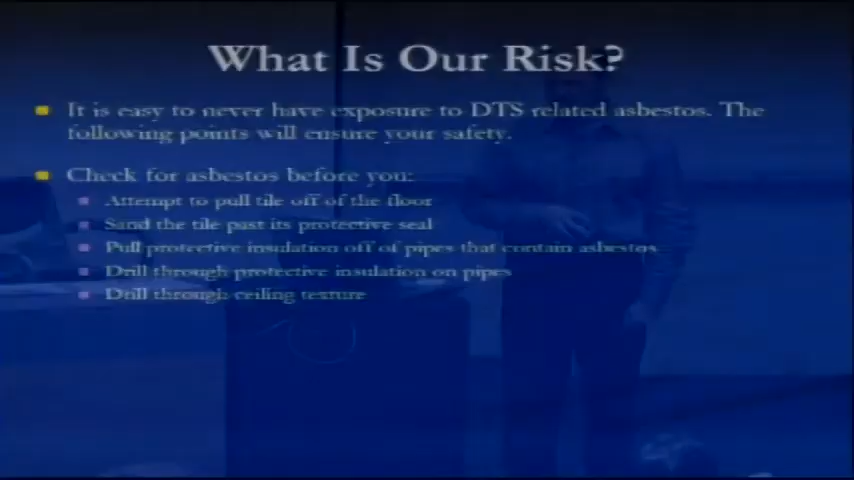 What Is Our Risk?
It is easy to never have exposure to DTS related asbestos. The
following points will ensure your safety.
Check for asbestos before you:
Attempt to pull tile off of the floor
Sand the tile past its protective seal
Pull protective insulation off of pipes that contain asbestos
Drill through protective insulation on pipes
Drill through ceiling texture